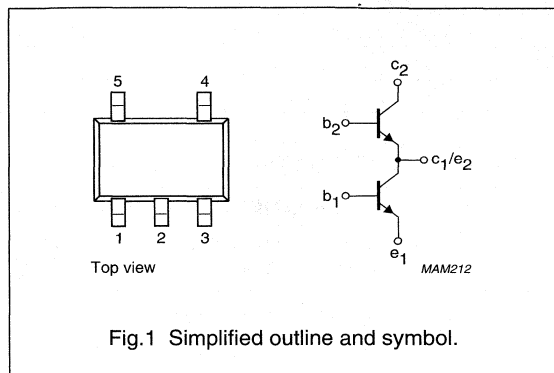 5 4
1 2 3
Top view
c2
b2
c1/e2
b1
e1
MAM212
Fig.1 Simplified outline and symbol.